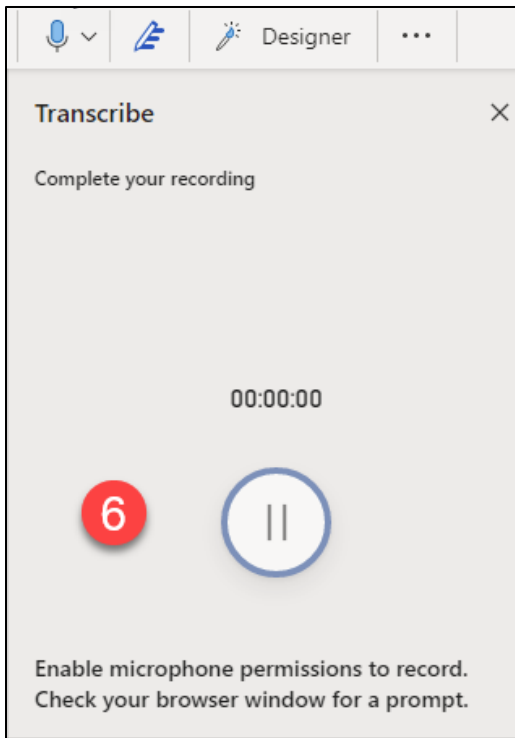 Designer
Transcribe
Complete your recording
00:00:00
6
Enable microphone permissions to record.
Check your browser window for a prompt.